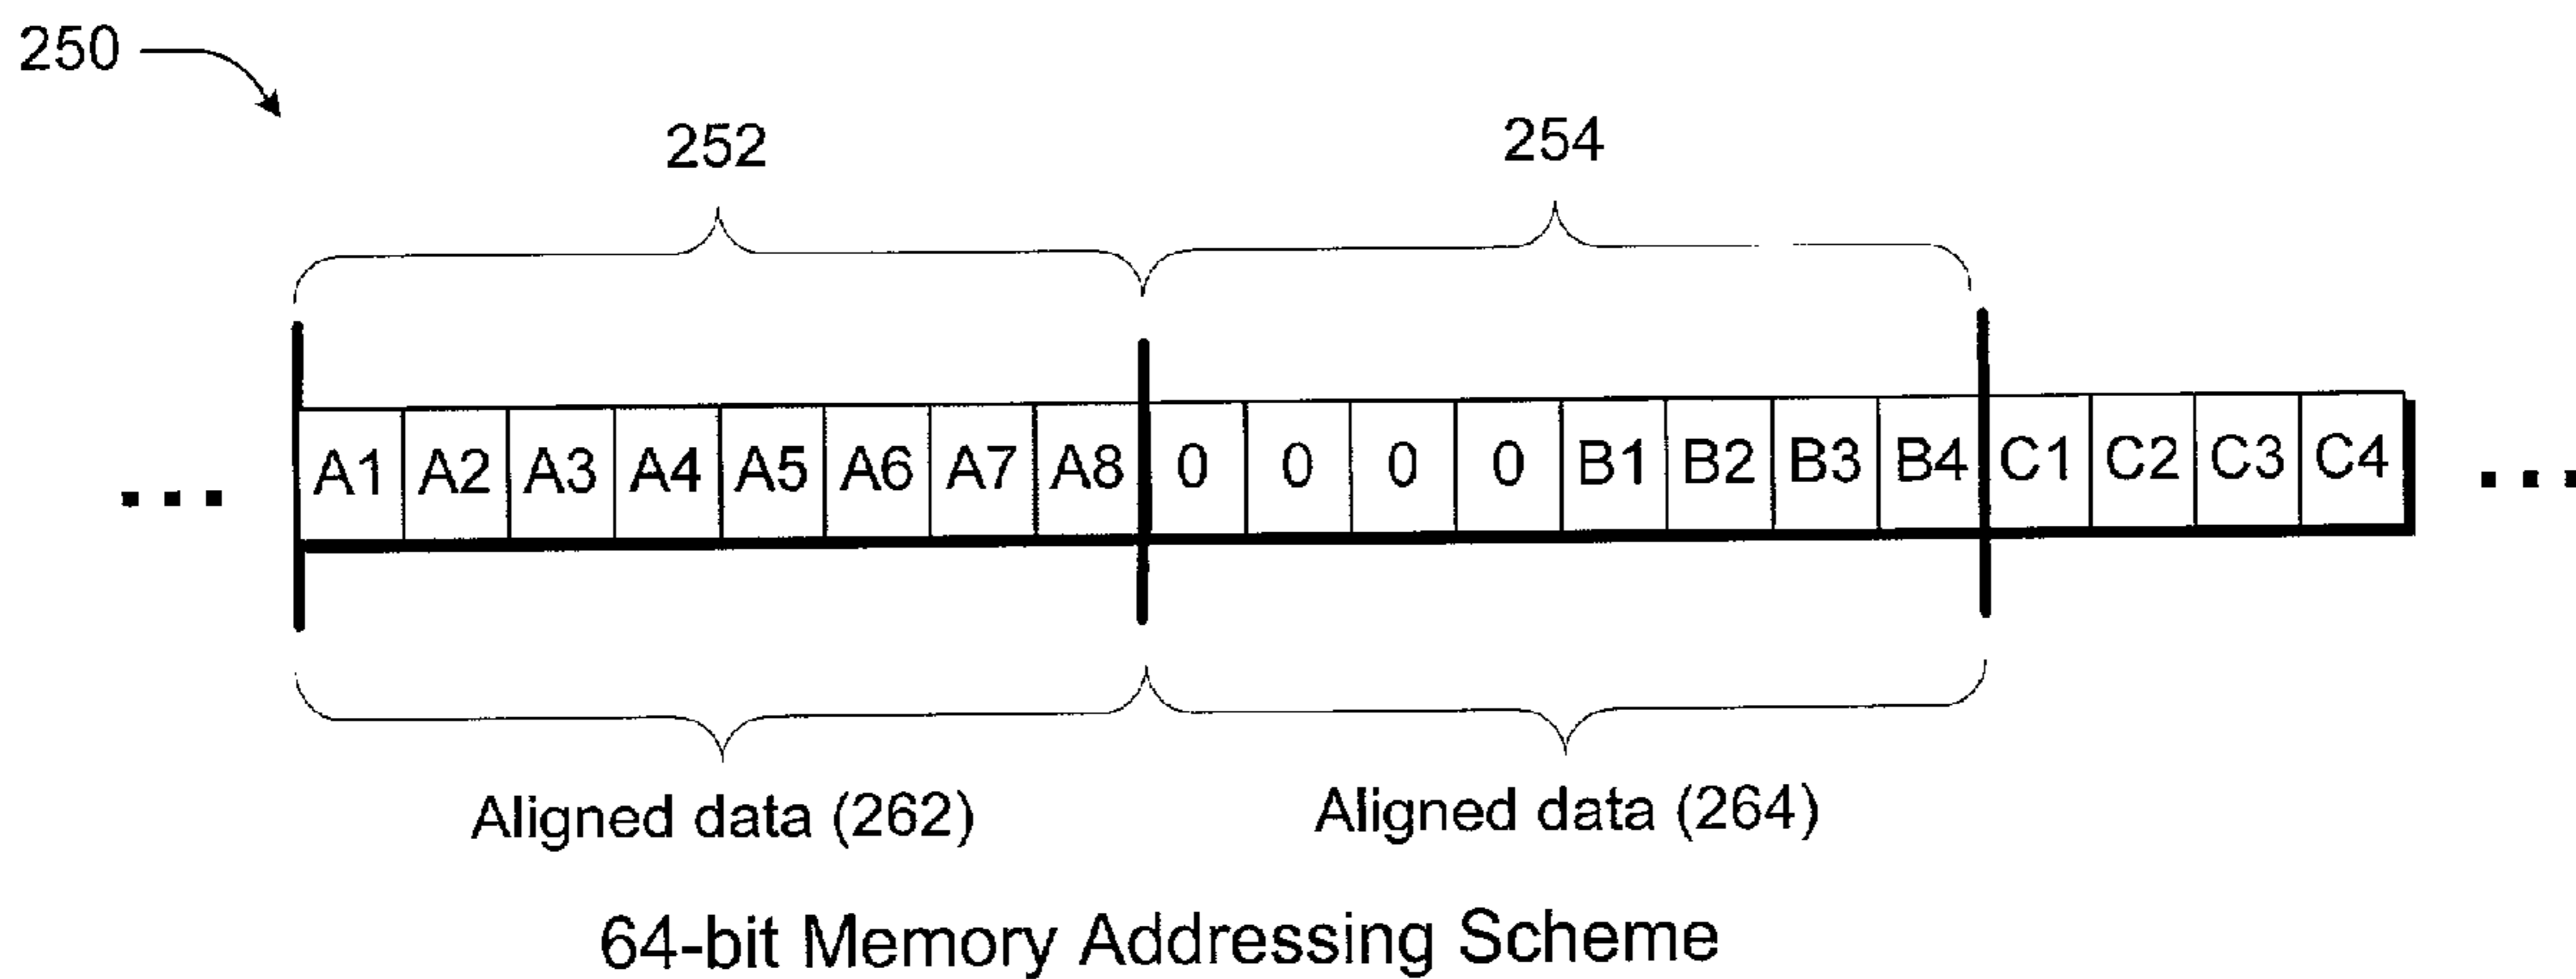 250
252 254
... A1 A2 A3 A4 A5 A6 A7 A8 0 0 0 0 B1 B2 B3 B4 C1 C2 C3 C4 ...
Aligned data (262) Aligned data (264)
64-bit Memory Addressing Scheme